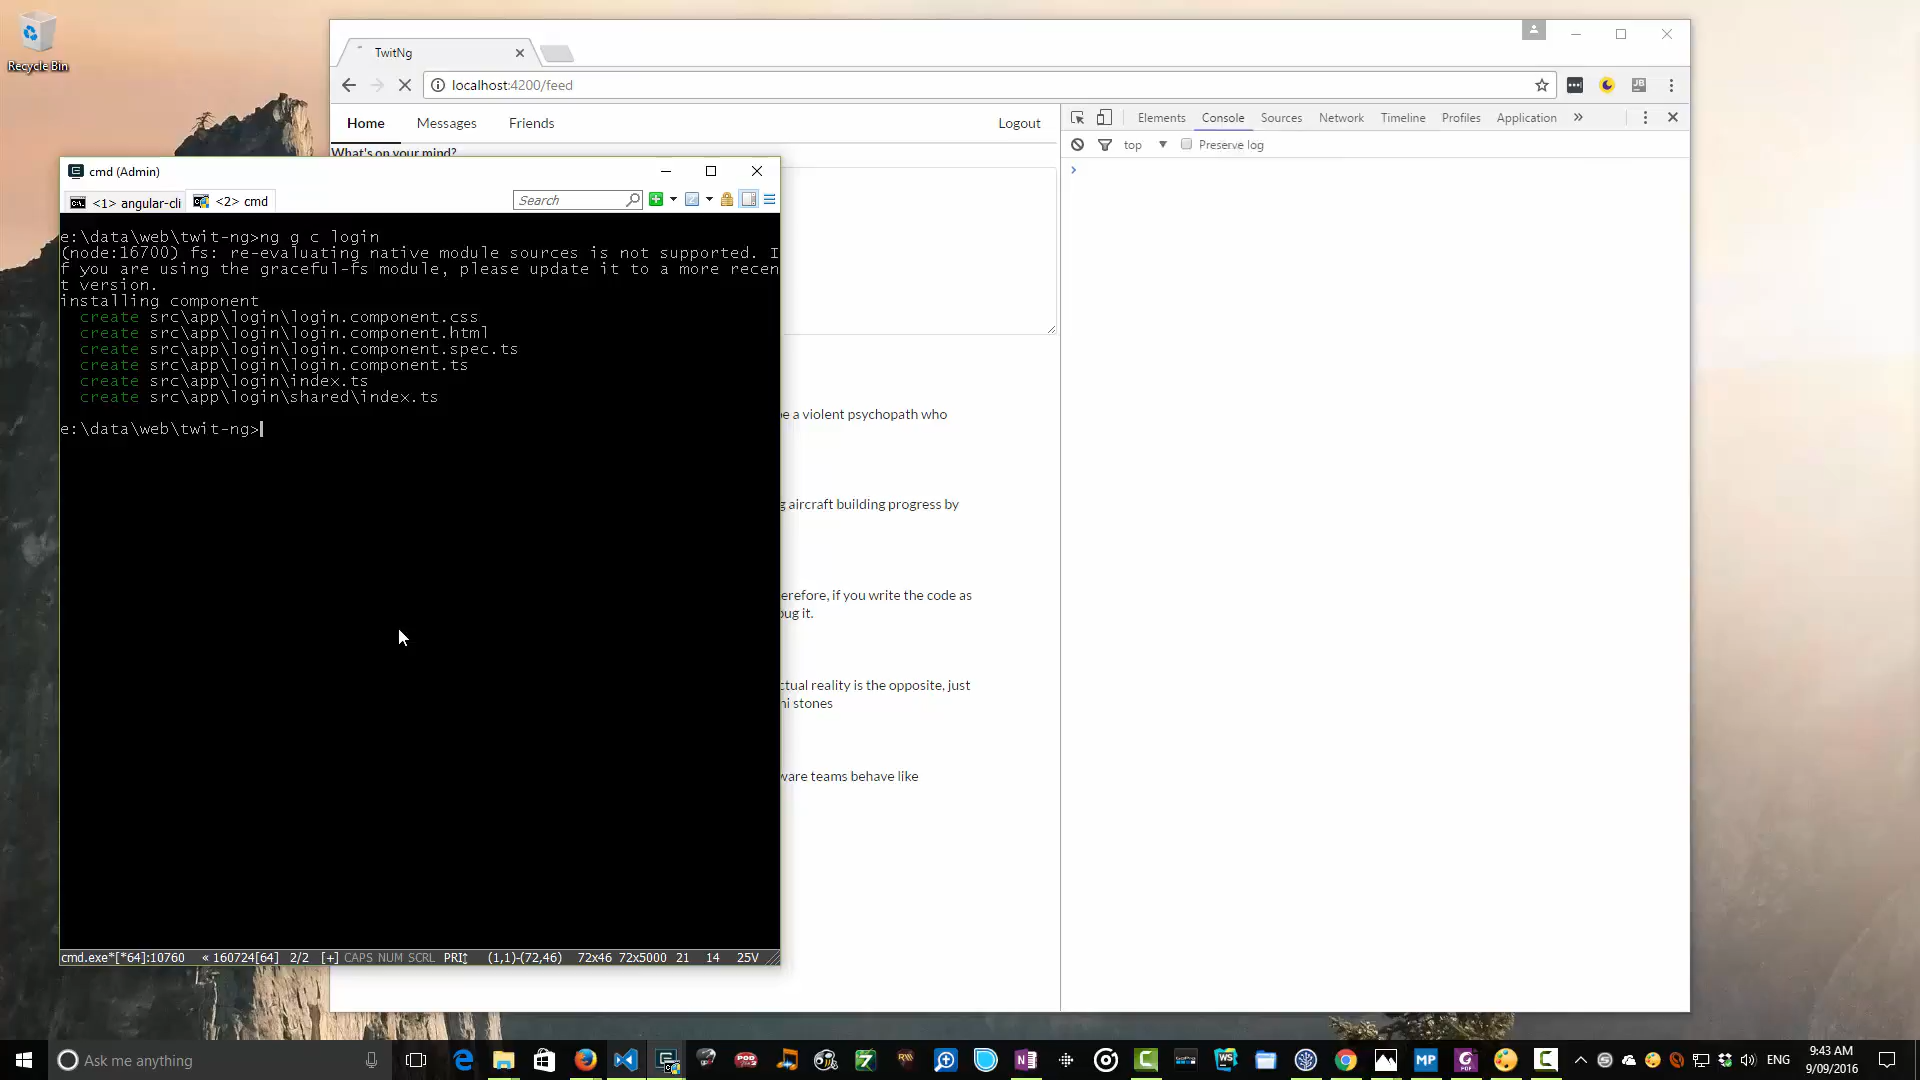 Recycle Bin
TwitNg
localhost:4200/feed
Home Messages Friends Logout
What's on your mind?
Elements Console Sources Network Timeline Profiles Application »
top Preserve log
cmd (Admin)
<1> angular-cli <2> cmd Search
e:\data\web\twit-ng>ng g c login
(node:16700) fs: re-evaluating native module sources is not supported. I
f you are using the graceful-fs module, please update it to a more recen
t version.
installing component
create src\app\login\login.component.css
create src\app\login\login.component.html
create src\app\login\login.component.spec.ts
create src\app\login\login.component.ts
create src\app\login\index.ts
create src\app\login\shared\index.ts
e:\data\web\twit-ng>
be a violent psychopath who
g aircraft building progress by
erefore, if you write the code as
bug it.
ctual reality is the opposite, just
ni stones
ware teams behave like
cmd.exe*[*64]:10760 « 160724[64] 2/2 [+] CAPS NUM SCRL PRI↕ (1,1)-(72,46) 72x46 72x5000 21 14 25V
Ask me anything
ENG
9:43 AM
9/09/2016